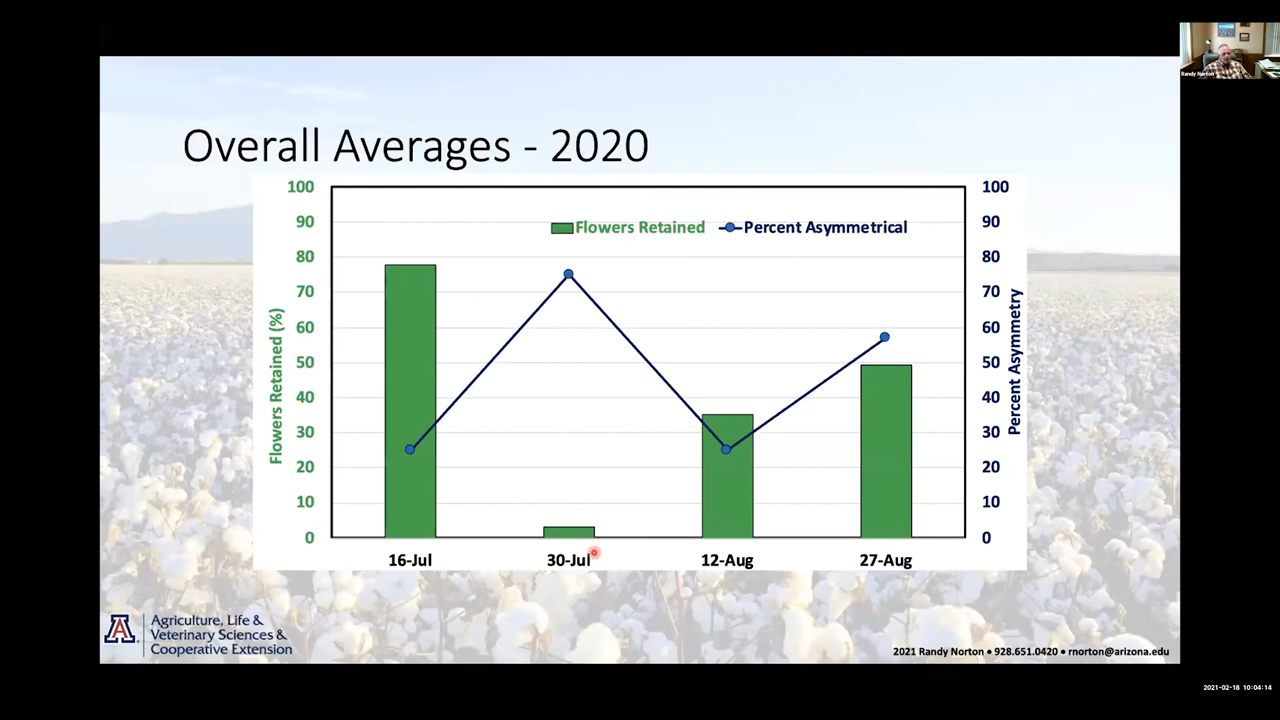 Randy Norton
Overall Averages - 2020
Flowers Retained
Percent Asymmetrical
Flowers Retained (%)
100
90
80
70
60
50
40
30
20
10
0
100
90
80
70
60
50
40
30
20
10
0
Percent Asymmetry
16-Jul
30-Jul
12-Aug
27-Aug
Agriculture, Life &
Veterinary Sciences &
Cooperative Extension
2021 Randy Norton • 928.651.0420 • rnorton@arizona.edu
2021-02-18 10:04:14